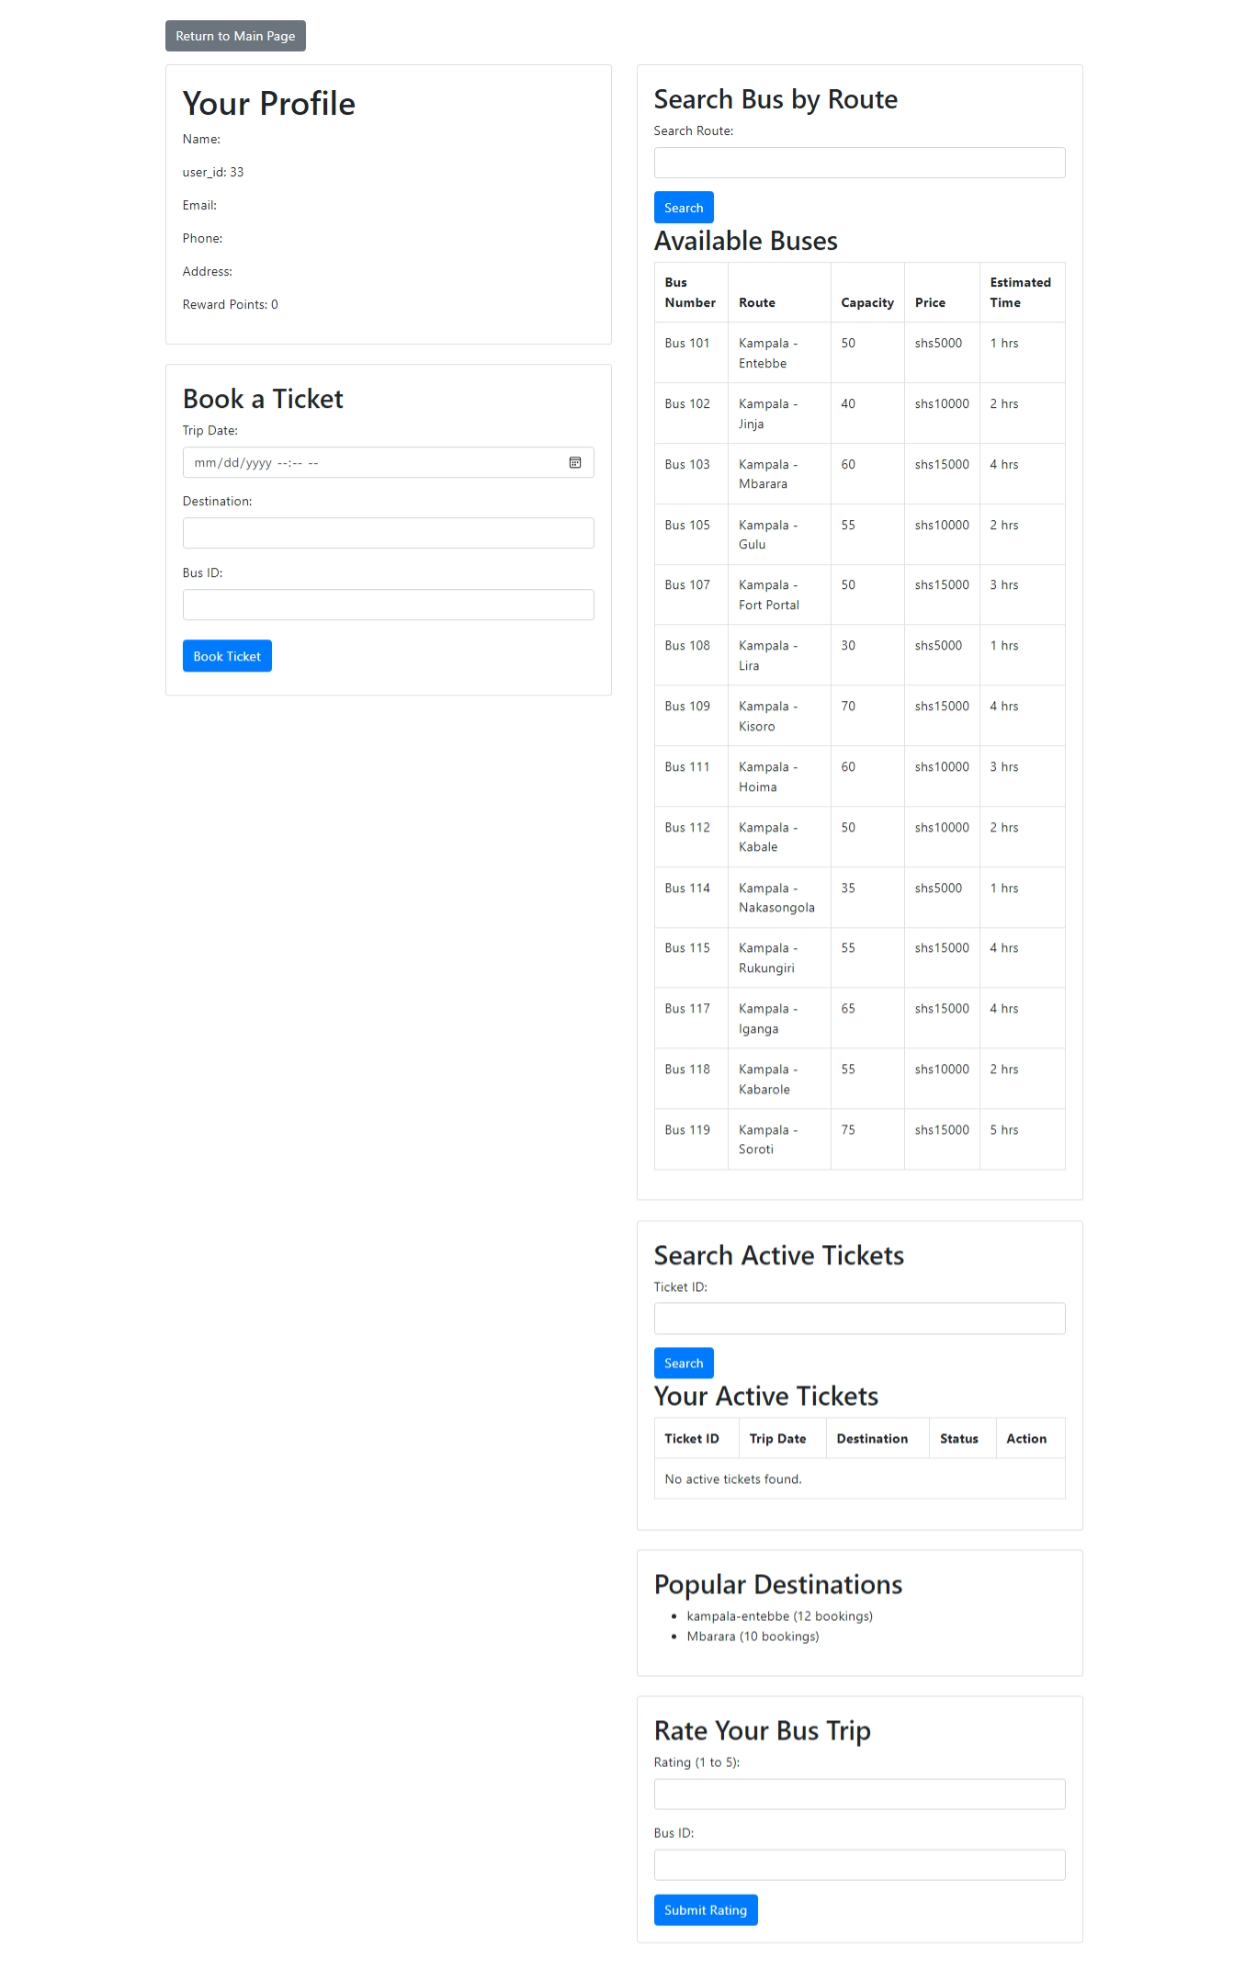 Return to Main Page
Your Profile
Name:
user_id: 33
Email:
Phone:
Address:
Reward Points: 0
Book a Ticket
Trip Date:
mm/dd/yyyy --:-- --
Destination:
Bus ID:
Book Ticket
Search Bus by Route
Search Route:
Search
Available Buses
Bus Number Route Capacity Price Estimated Time
Bus 101 Kampala - Entebbe 50 shs5000 1 hrs
Bus 102 Kampala - Jinja 40 shs10000 2 hrs
Bus 103 Kampala - Mbarara 60 shs15000 4 hrs
Bus 105 Kampala - Gulu 55 shs10000 2 hrs
Bus 107 Kampala - Fort Portal 50 shs15000 3 hrs
Bus 108 Kampala - Lira 30 shs5000 1 hrs
Bus 109 Kampala - Kisoro 70 shs15000 4 hrs
Bus 111 Kampala - Hoima 60 shs10000 3 hrs
Bus 112 Kampala - Kabale 50 shs10000 2 hrs
Bus 114 Kampala - Nakasongola 35 shs5000 1 hrs
Bus 115 Kampala - Rukungiri 55 shs15000 4 hrs
Bus 117 Kampala - Iganga 65 shs15000 4 hrs
Bus 118 Kampala - Kabarole 55 shs10000 2 hrs
Bus 119 Kampala - Soroti 75 shs15000 5 hrs
Search Active Tickets
Ticket ID:
Search
Your Active Tickets
Ticket ID Trip Date Destination Status Action
No active tickets found.
Popular Destinations
• kampala-entebbe (12 bookings)
• Mbarara (10 bookings)
Rate Your Bus Trip
Rating (1 to 5):
Bus ID:
Submit Rating